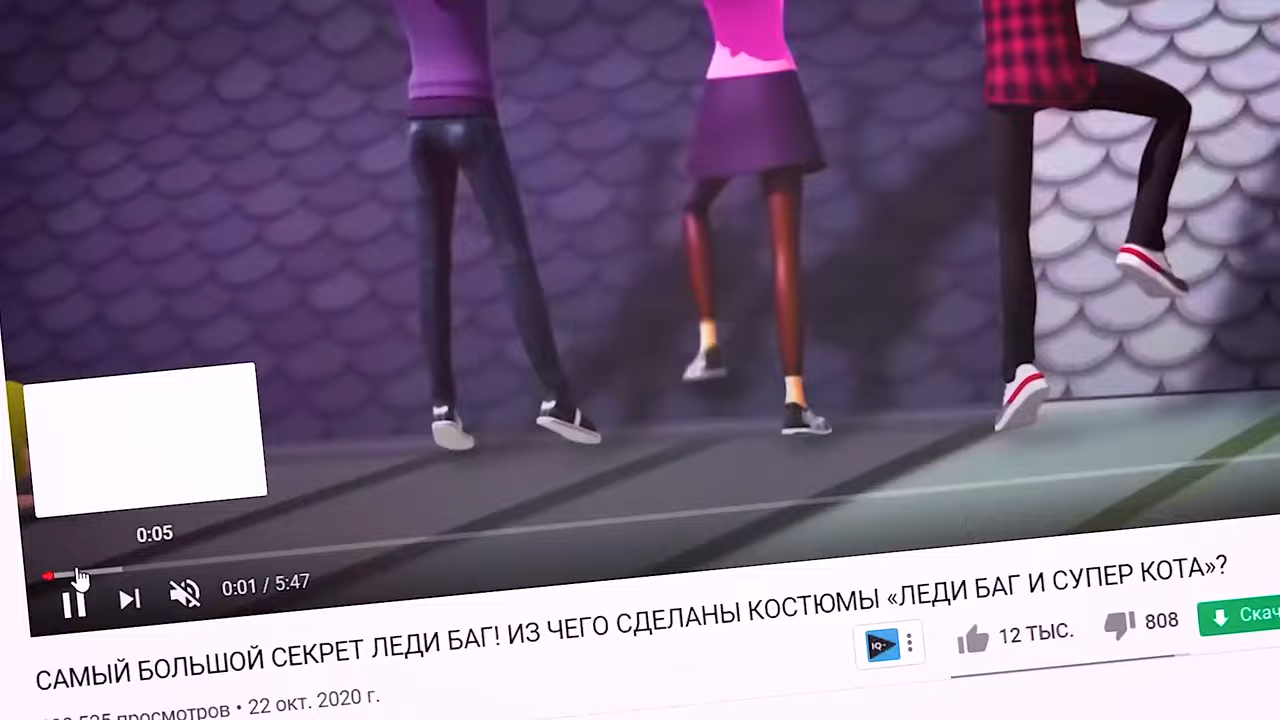 0:05
0:01 / 5:47
САМЫЙ БОЛЬШОЙ СЕКРЕТ ЛЕДИ БАГ! ИЗ ЧЕГО СДЕЛАНЫ КОСТЮМЫ «ЛЕДИ БАГ И СУПЕР КОТА»?
просмотров • 22 окт. 2020 г.
IQ
12 ТЫС.
808